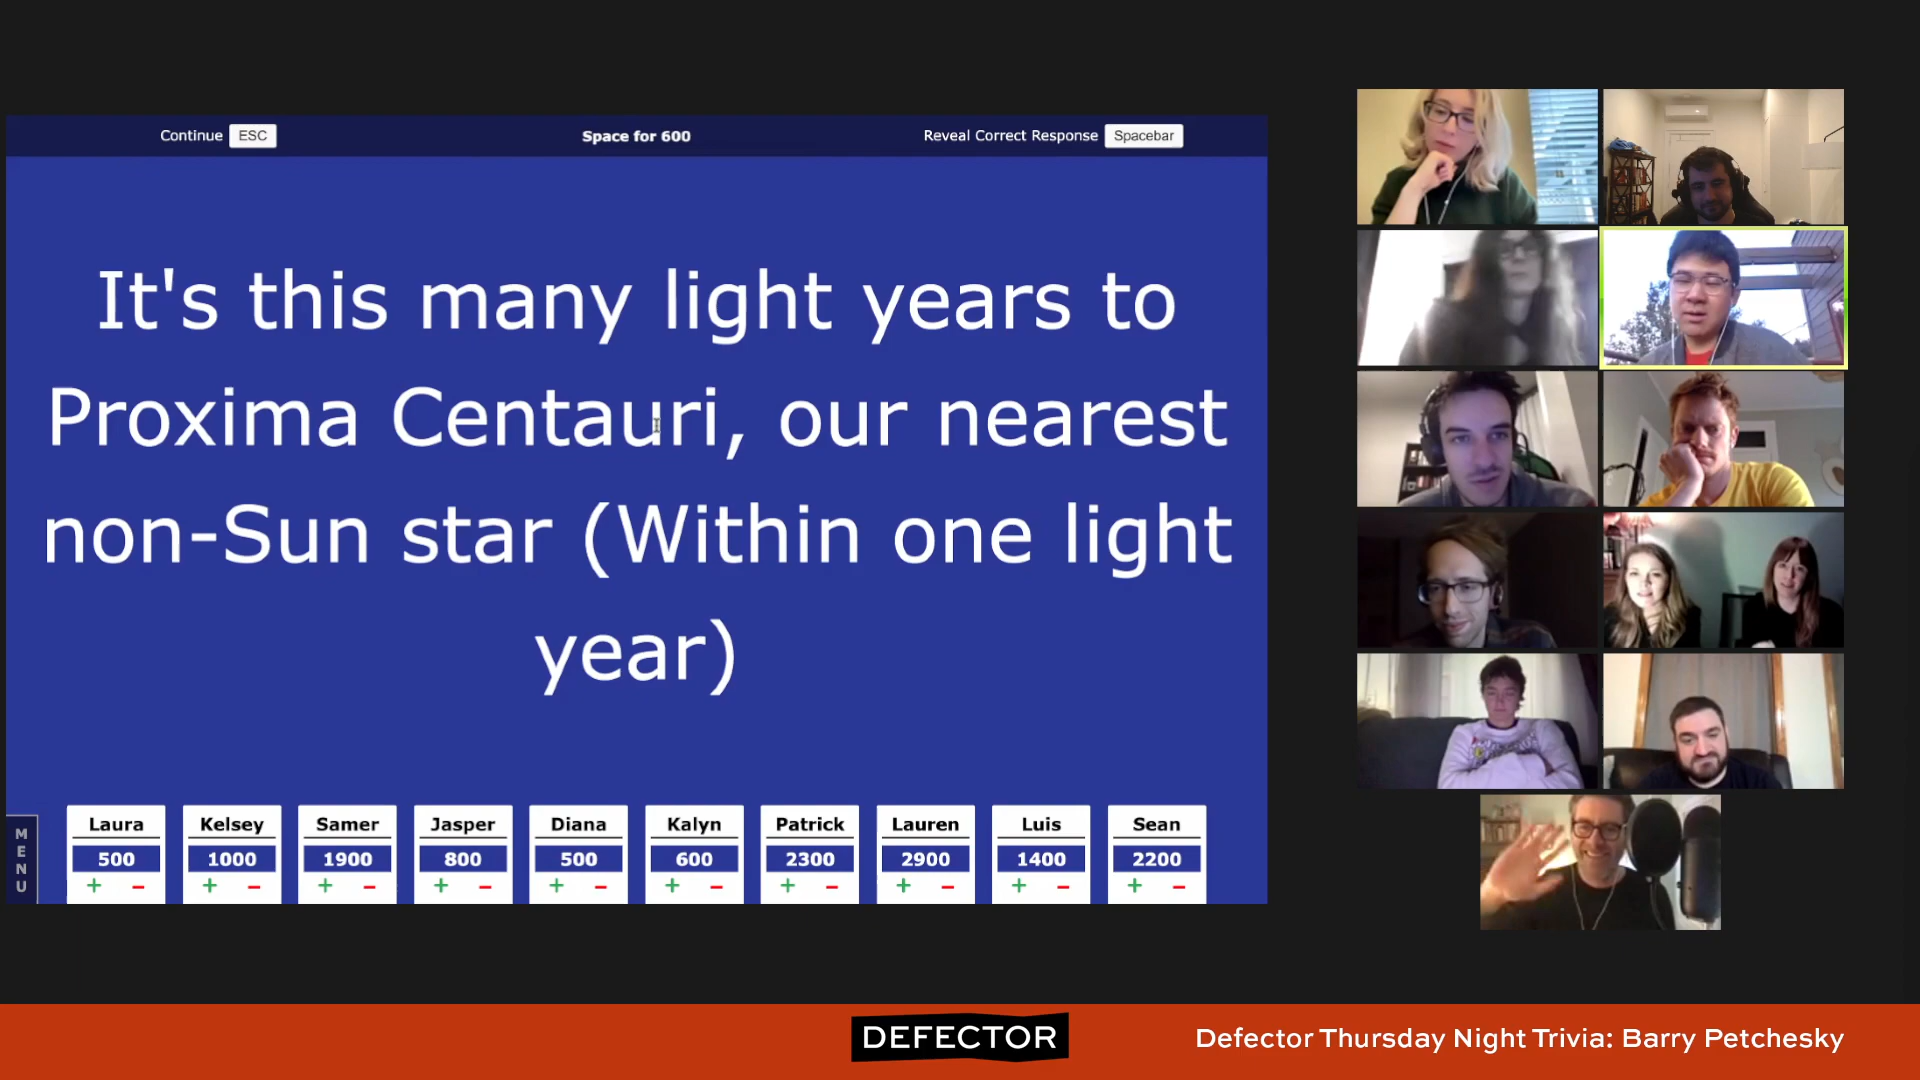 Continue ESC Space for 600 Reveal Correct Response Spacebar
It's this many light years to
Proxima Centauri, our nearest
non-Sun star (Within one light
year)
MENU
Laura Kelsey Samer Jasper Diana Kalyn Patrick Lauren Luis Sean
500 1000 1900 800 500 600 2300 2900 1400 2200
+ − + − + − + − + − + − + − + − + − + −
DEFECTOR Defector Thursday Night Trivia: Barry Petchesky